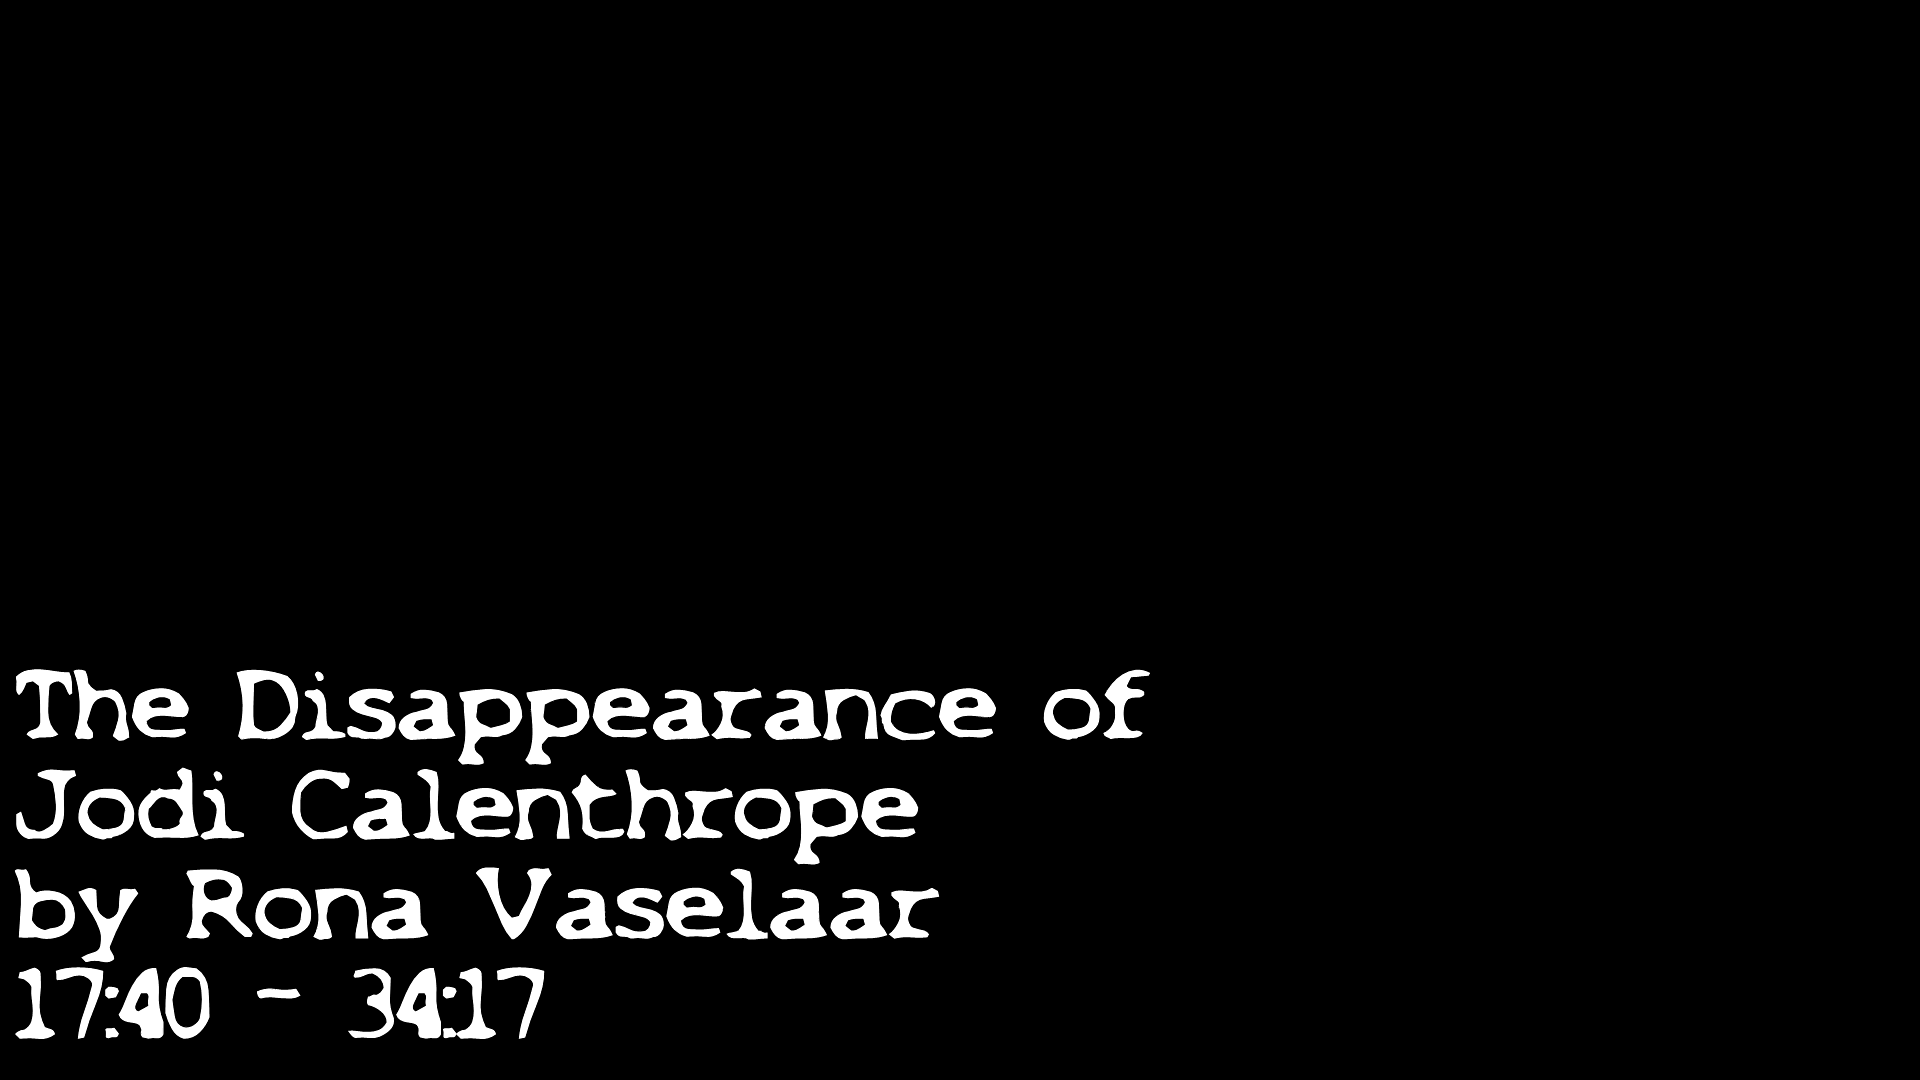 The Disappearance of
Jodi Calenthrope
by Rona Vaselaar
17:40 - 34:17